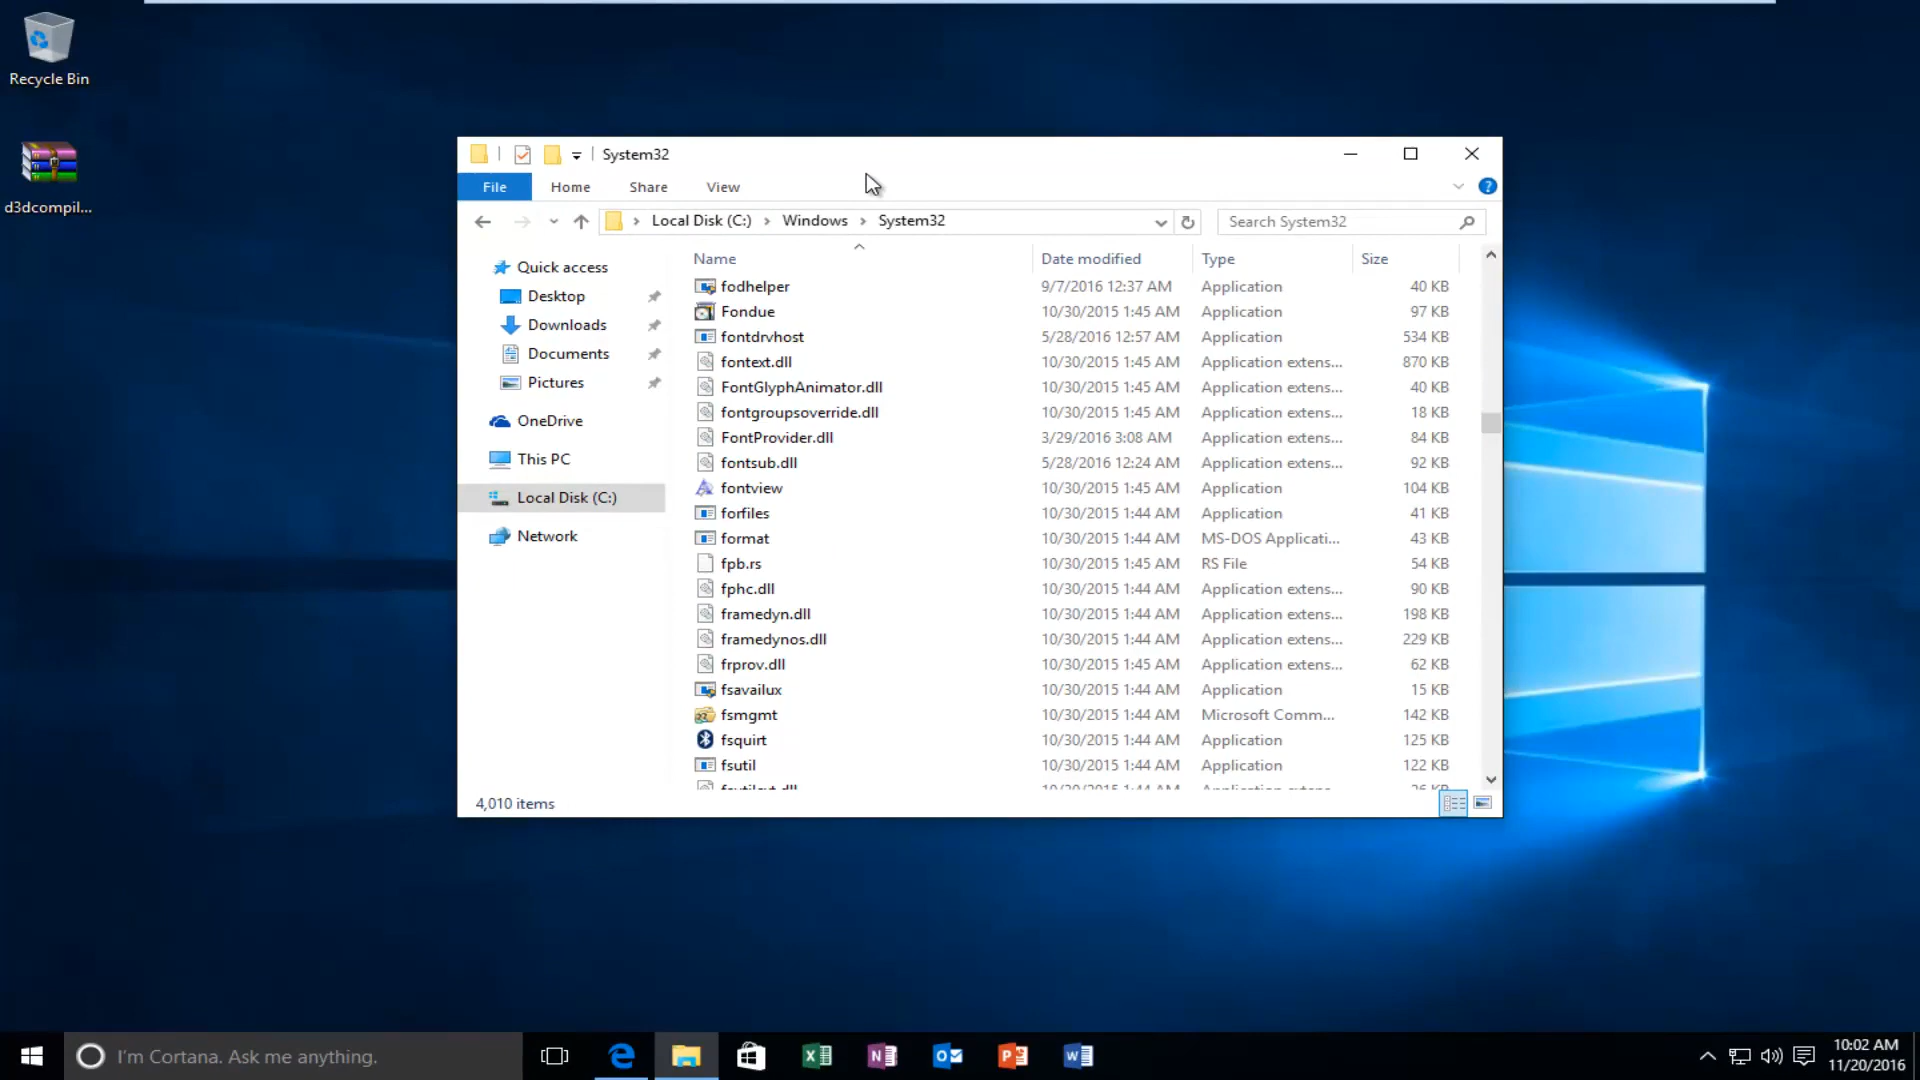 Recycle Bin
d3dcompil...
System32
File Home Share View
Local Disk (C:) Windows System32
Search System32
Quick access
Desktop
Downloads
Documents
Pictures
OneDrive
This PC
Local Disk (C:)
Network
Name Date modified Type Size
fodhelper 9/7/2016 12:37 AM Application 40 KB
Fondue 10/30/2015 1:45 AM Application 97 KB
fontdrvhost 5/28/2016 12:57 AM Application 534 KB
fontext.dll 10/30/2015 1:45 AM Application extens... 870 KB
FontGlyphAnimator.dll 10/30/2015 1:45 AM Application extens... 40 KB
fontgroupsoverride.dll 10/30/2015 1:45 AM Application extens... 18 KB
FontProvider.dll 3/29/2016 3:08 AM Application extens... 84 KB
fontsub.dll 5/28/2016 12:24 AM Application extens... 92 KB
fontview 10/30/2015 1:45 AM Application 104 KB
forfiles 10/30/2015 1:44 AM Application 41 KB
format 10/30/2015 1:44 AM MS-DOS Applicati... 43 KB
fpb.rs 10/30/2015 1:45 AM RS File 54 KB
fphc.dll 10/30/2015 1:44 AM Application extens... 90 KB
framedyn.dll 10/30/2015 1:44 AM Application extens... 198 KB
framedynos.dll 10/30/2015 1:44 AM Application extens... 229 KB
frprov.dll 10/30/2015 1:45 AM Application extens... 62 KB
fsavailux 10/30/2015 1:44 AM Application 15 KB
fsmgmt 10/30/2015 1:44 AM Microsoft Comm... 142 KB
fsquirt 10/30/2015 1:44 AM Application 125 KB
fsutil 10/30/2015 1:44 AM Application 122 KB
4,010 items
I'm Cortana. Ask me anything.
10:02 AM
11/20/2016